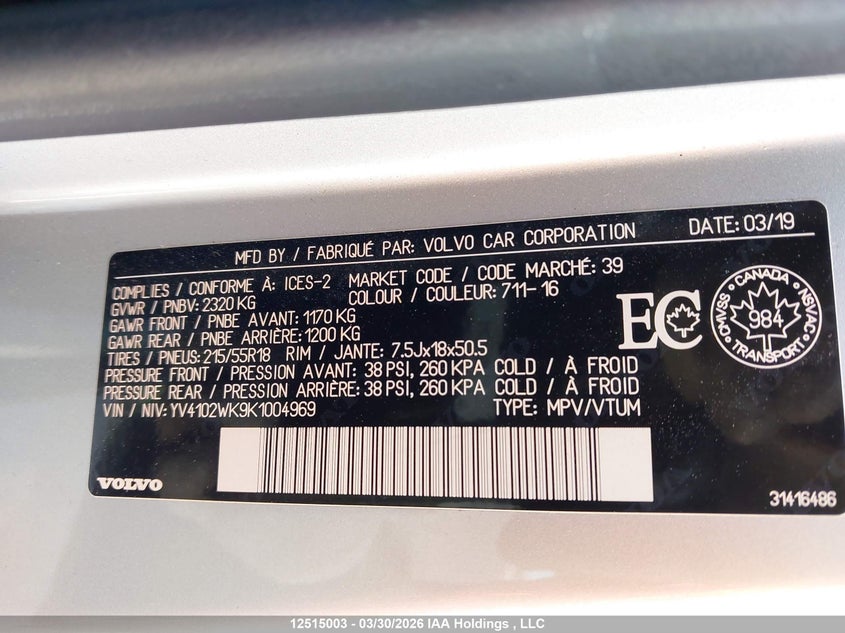 MFD BY / FABRIQUÉ PAR: VOLVO CAR CORPORATION DATE: 03/19
COMPLIES / CONFORME À: ICES-2 MARKET CODE / CODE MARCHÉ: 39
GVWR / PNBV: 2320 KG COLOUR / COULEUR: 711-16
GAWR FRONT / PNBE AVANT: 1170 KG
GAWR REAR / PNBE ARRIÈRE: 1200 KG
TIRES / PNEUS: 215/55R18 RIM / JANTE: 7.5Jx18x50.5
PRESSURE FRONT / PRESSION AVANT: 38 PSI, 260 KPA COLD / À FROID
PRESSURE REAR / PRESSION ARRIÈRE: 38 PSI, 260 KPA COLD / À FROID
VIN / NIV: YV4102WK9K1004969 TYPE: MPV/VTUM
EC
CANADA
CMVSS NSVAC
984
TRANSPORT
VOLVO
31416486
12515003 - 03/30/2026 IAA Holdings , LLC